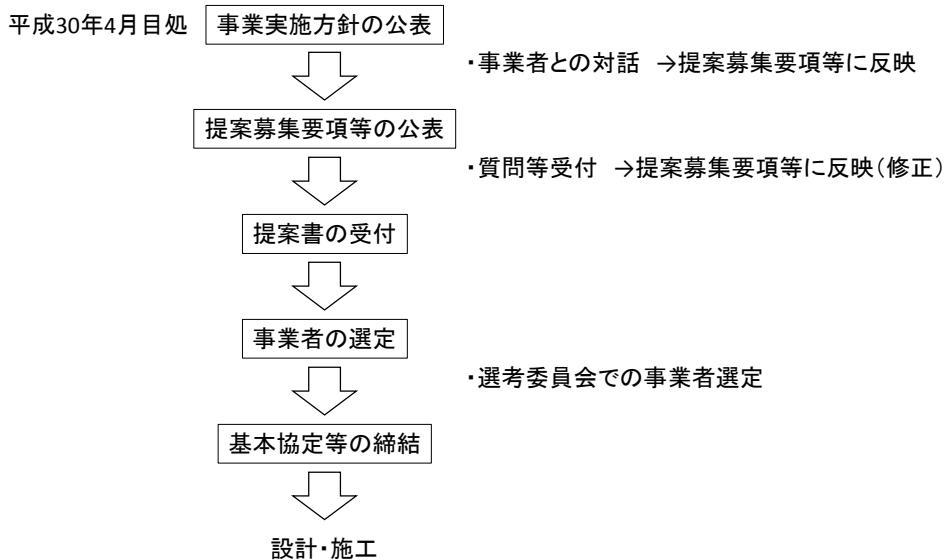 平成30年4月目処 事業実施方針の公表
・事業者との対話 →提案募集要項等に反映
提案募集要項等の公表
・質問等受付 →提案募集要項等に反映(修正)
提案書の受付
事業者の選定
・選考委員会での事業者選定
基本協定等の締結
設計・施工